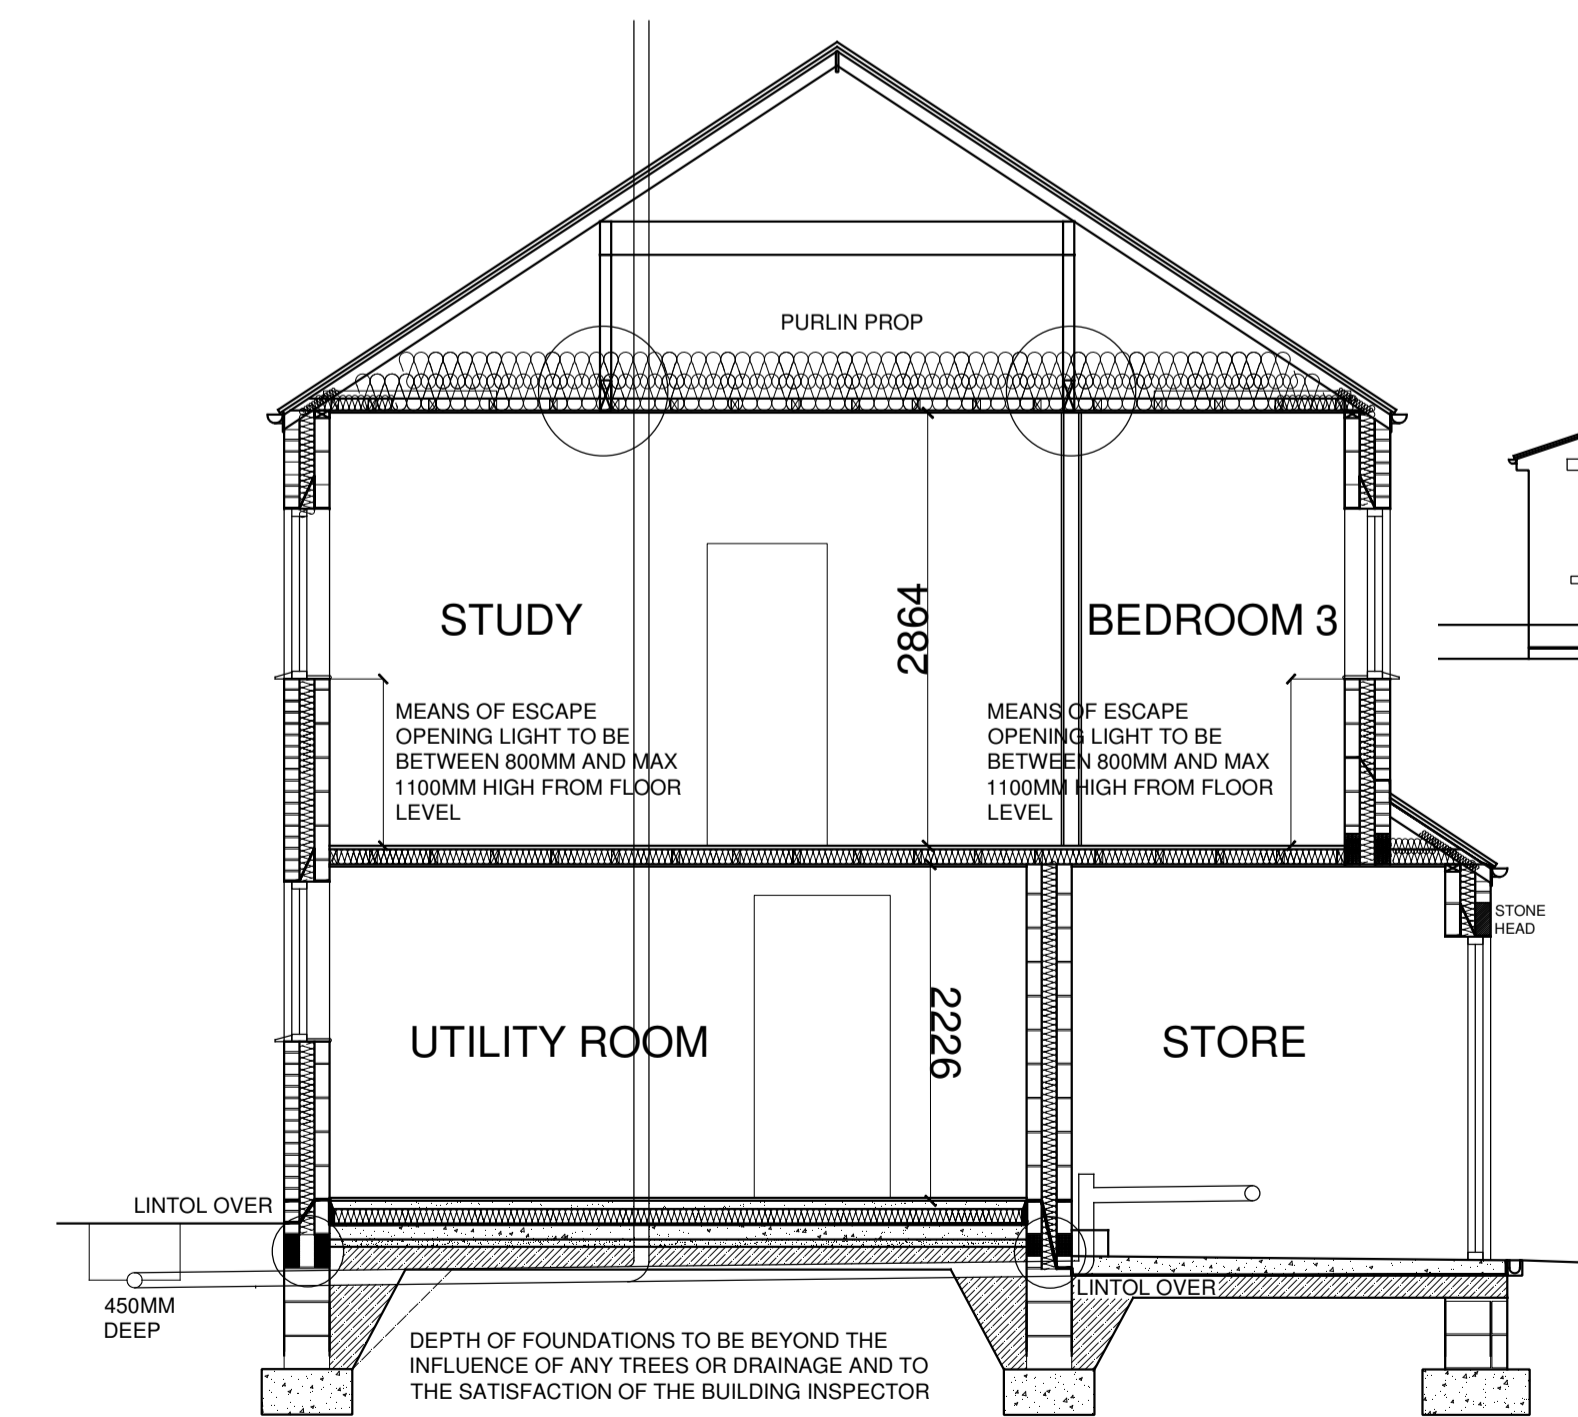 PURLIN PROP
STUDY
2864
BEDROOM 3
MEANS OF ESCAPE
OPENING LIGHT TO BE
BETWEEN 800MM AND MAX
1100MM HIGH FROM FLOOR
LEVEL
MEANS OF ESCAPE
OPENING LIGHT TO BE
BETWEEN 800MM AND MAX
1100MM HIGH FROM FLOOR
LEVEL
STONE
HEAD
UTILITY ROOM
2226
STORE
LINTOL OVER
LINTOL OVER
450MM
DEEP
DEPTH OF FOUNDATIONS TO BE BEYOND THE
INFLUENCE OF ANY TREES OR DRAINAGE AND TO
THE SATISFACTION OF THE BUILDING INSPECTOR